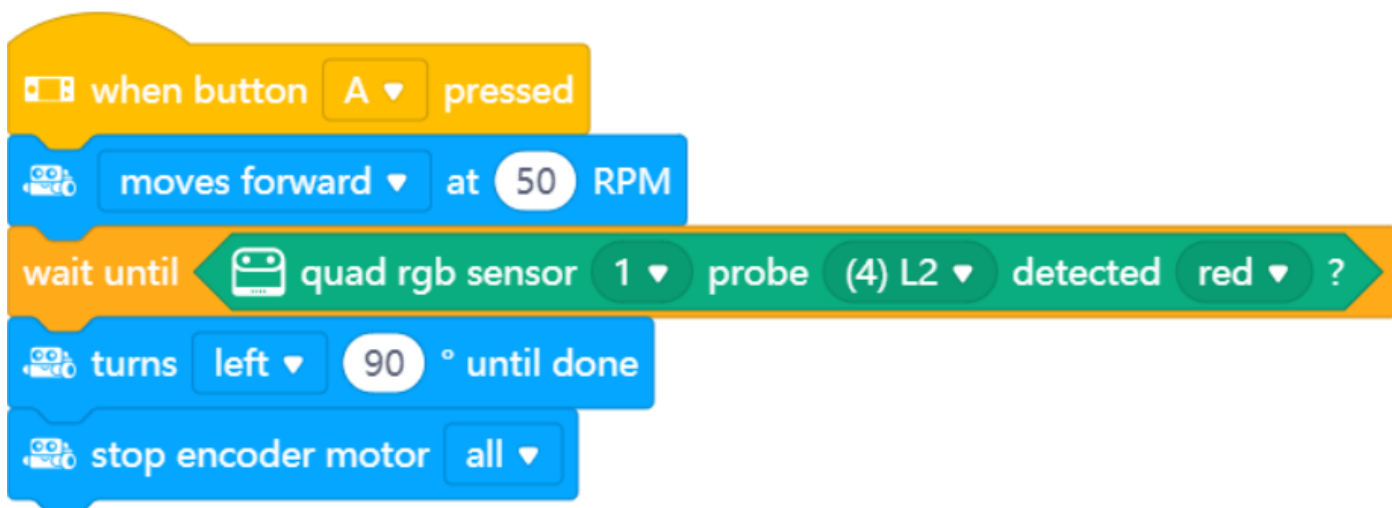 when button A pressed
moves forward at 50 RPM
wait until quad rgb sensor 1 probe (4) L2 detected red ?
turns left 90 ° until done
stop encoder motor all